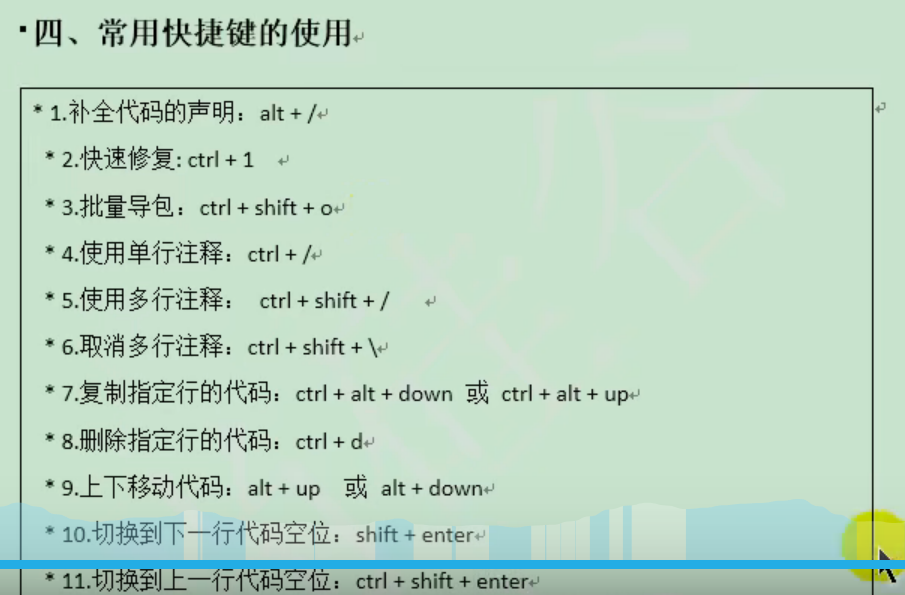 四、常用快捷键的使用
* 1.补全代码的声明：alt + /
* 2.快速修复: ctrl + 1
* 3.批量导包：ctrl + shift + o
* 4.使用单行注释：ctrl + /
* 5.使用多行注释： ctrl + shift + /
* 6.取消多行注释：ctrl + shift + \
* 7.复制指定行的代码：ctrl + alt + down 或 ctrl + alt + up
* 8.删除指定行的代码：ctrl + d
* 9.上下移动代码：alt + up 或 alt + down
* 10.切换到下一行代码空位：shift + enter
* 11.切换到上一行代码空位：ctrl + shift + enter